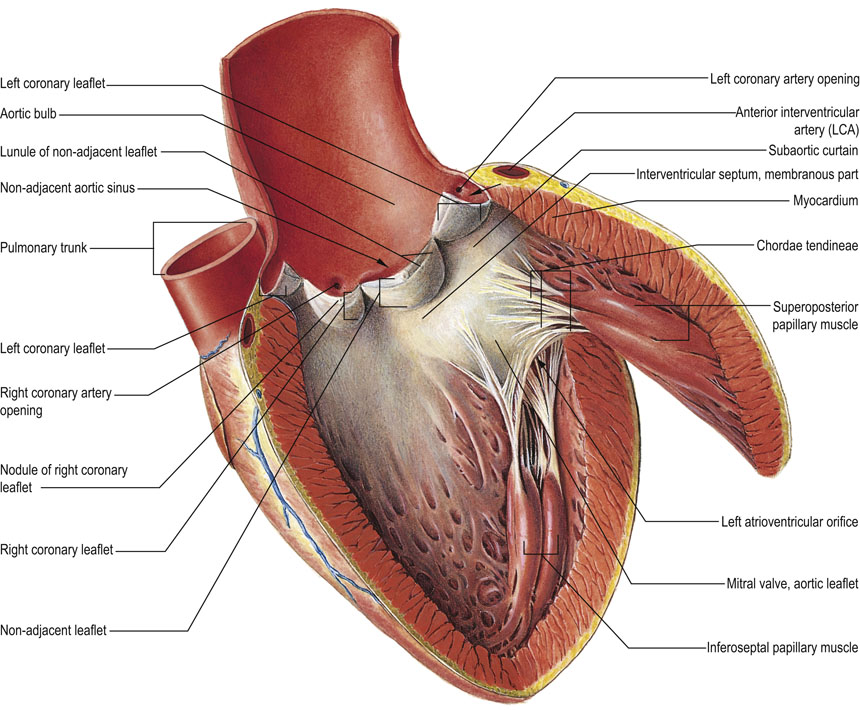 Left coronary leaflet
Aortic bulb
Lunule of non-adjacent leaflet
Non-adjacent aortic sinus
Pulmonary trunk
Left coronary leaflet
Right coronary artery
opening
Nodule of right coronary
leaflet
Right coronary leaflet
Non-adjacent leaflet
Left coronary artery opening
Anterior interventricular
artery (LCA)
Subaortic curtain
Interventricular septum, membranous part
Myocardium
Chordae tendineae
Superoposterior
papillary muscle
Left atrioventricular orifice
Mitral valve, aortic leaflet
Inferoseptal papillary muscle